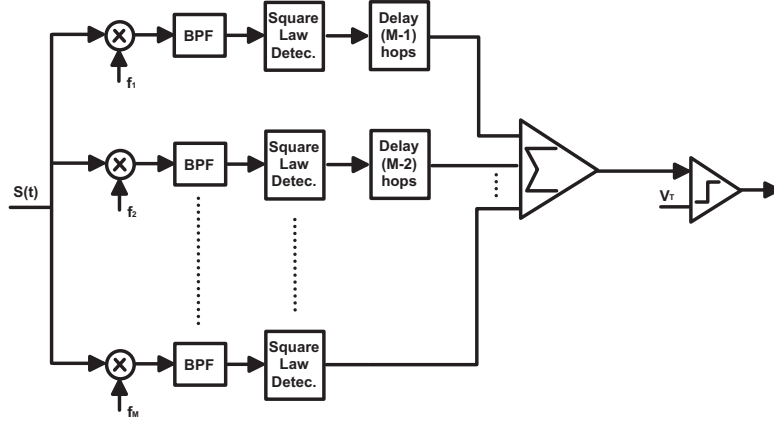 BPF
Square
Law
Detec.
Delay
(M-1)
hops
f₁
BPF
Square
Law
Detec.
Delay
(M-2)
hops
f₂
S(t)
Σ
V_T
BPF
Square
Law
Detec.
f_M